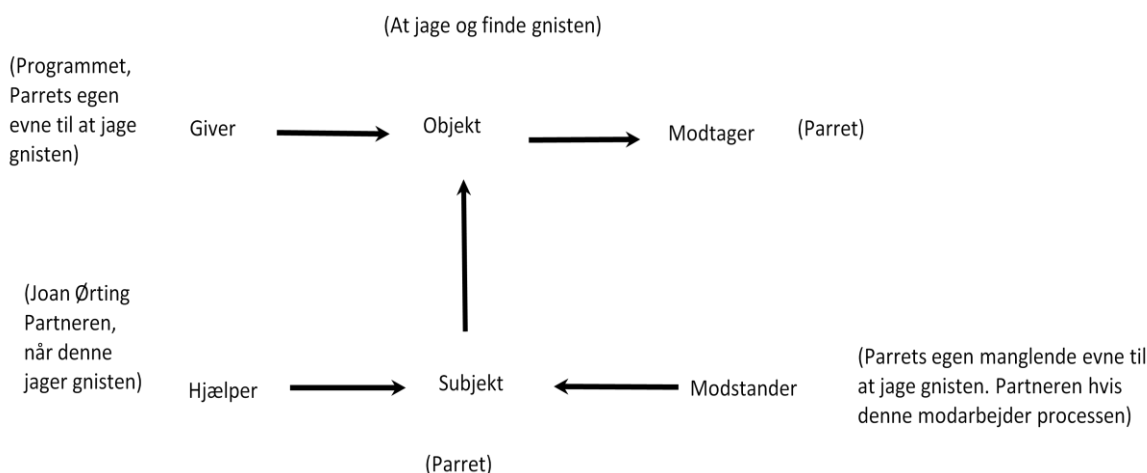 (At jage og finde gnisten)
(Programmet,
Parrets egen
evne til at jage
gnisten)
Giver
Objekt
Modtager
(Parret)
(Joan Ørting
Partneren,
når denne
jager gnisten)
Hjælper
Subjekt
Modstander
(Parrets egen manglende evne til
at jage gnisten. Partneren hvis
denne modarbejder processen)
(Parret)